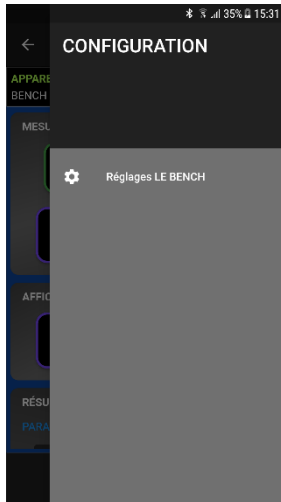 35% 15:31
CONFIGURATION
APPARE
BENCH
MESU
Réglages LE BENCH
AFFIC
RÉSU
PARA